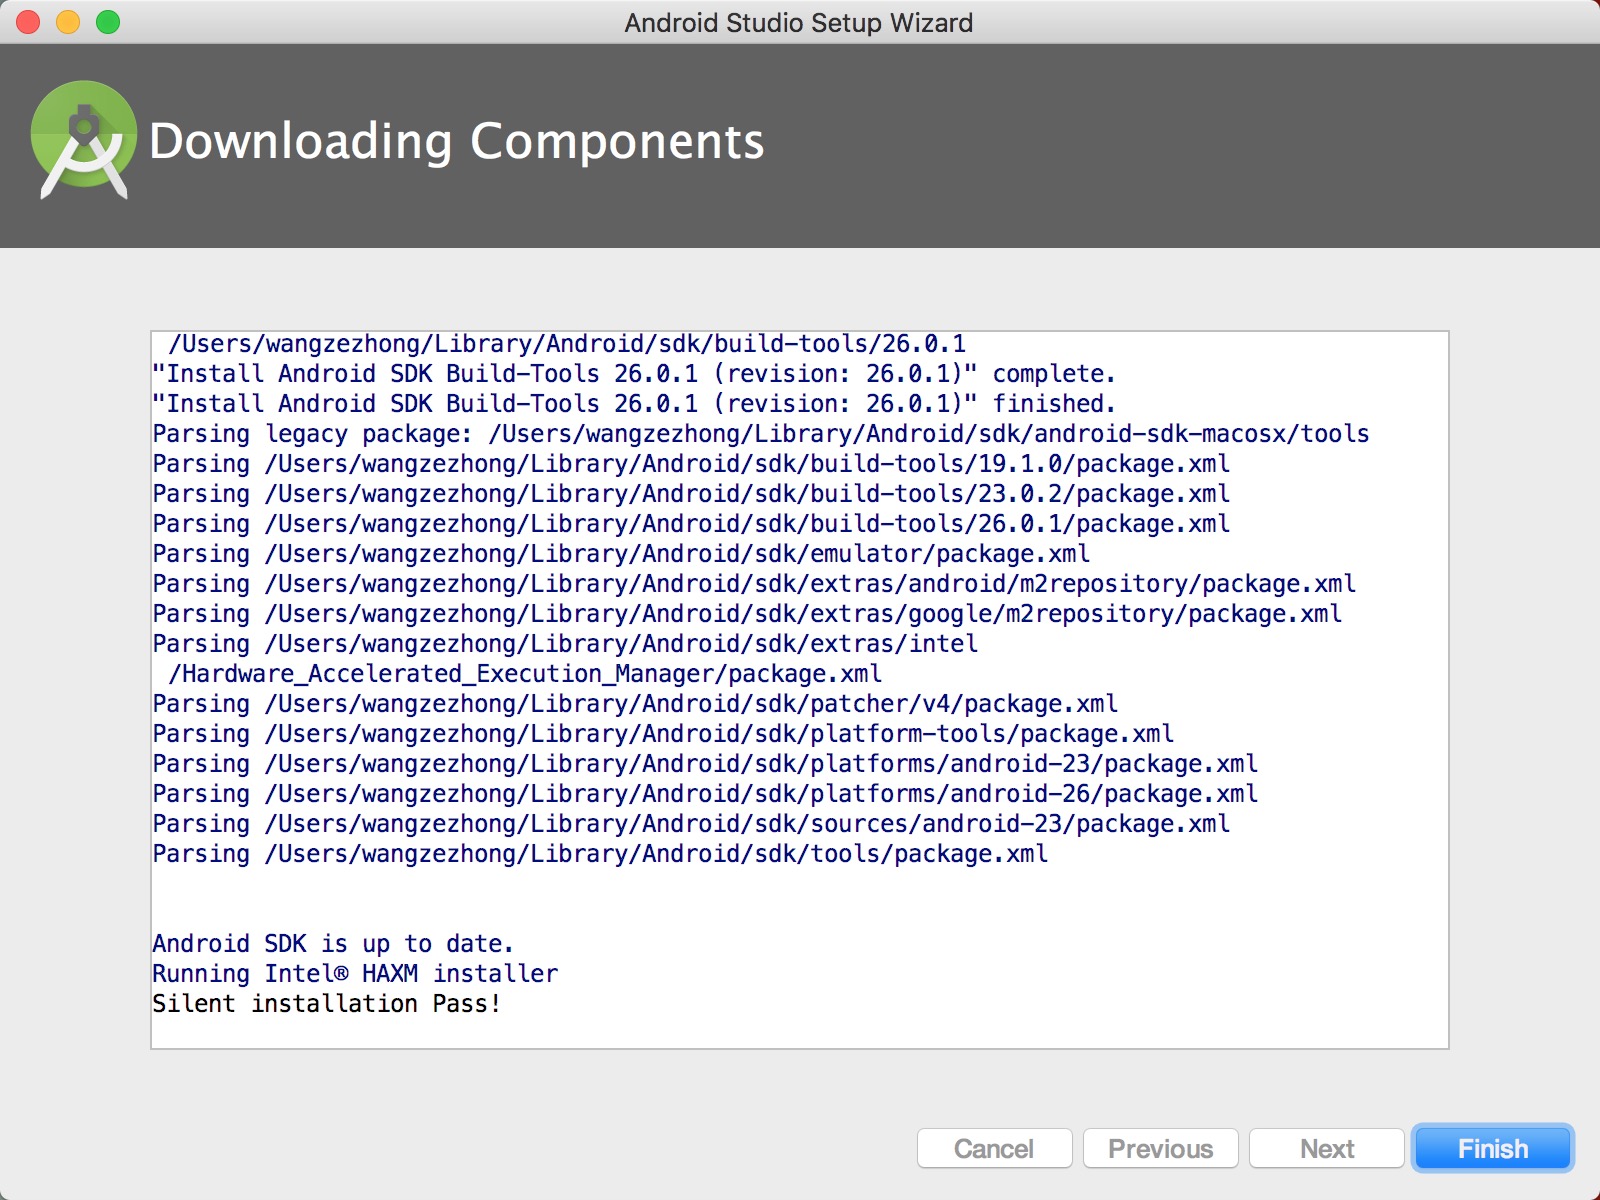 Android Studio Setup Wizard
Downloading Components
/Users/wangzezhong/Library/Android/sdk/build-tools/26.0.1
"Install Android SDK Build-Tools 26.0.1 (revision: 26.0.1)" complete.
"Install Android SDK Build-Tools 26.0.1 (revision: 26.0.1)" finished.
Parsing legacy package: /Users/wangzezhong/Library/Android/sdk/android-sdk-macosx/tools
Parsing /Users/wangzezhong/Library/Android/sdk/build-tools/19.1.0/package.xml
Parsing /Users/wangzezhong/Library/Android/sdk/build-tools/23.0.2/package.xml
Parsing /Users/wangzezhong/Library/Android/sdk/build-tools/26.0.1/package.xml
Parsing /Users/wangzezhong/Library/Android/sdk/emulator/package.xml
Parsing /Users/wangzezhong/Library/Android/sdk/extras/android/m2repository/package.xml
Parsing /Users/wangzezhong/Library/Android/sdk/extras/google/m2repository/package.xml
Parsing /Users/wangzezhong/Library/Android/sdk/extras/intel
/Hardware_Accelerated_Execution_Manager/package.xml
Parsing /Users/wangzezhong/Library/Android/sdk/patcher/v4/package.xml
Parsing /Users/wangzezhong/Library/Android/sdk/platform-tools/package.xml
Parsing /Users/wangzezhong/Library/Android/sdk/platforms/android-23/package.xml
Parsing /Users/wangzezhong/Library/Android/sdk/platforms/android-26/package.xml
Parsing /Users/wangzezhong/Library/Android/sdk/sources/android-23/package.xml
Parsing /Users/wangzezhong/Library/Android/sdk/tools/package.xml
Android SDK is up to date.
Running Intel® HAXM installer
Silent installation Pass!
Cancel Previous Next Finish